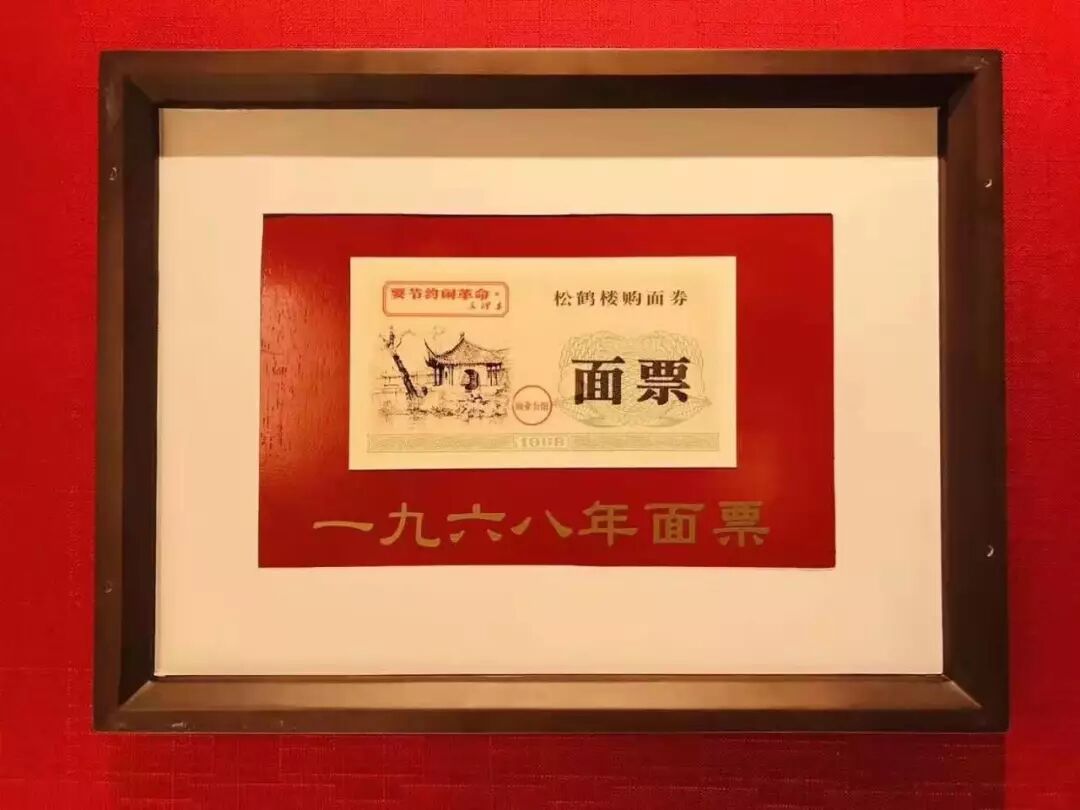 要节约闹革命。
松鹤楼购面券
面票
1968
一九六八年面票